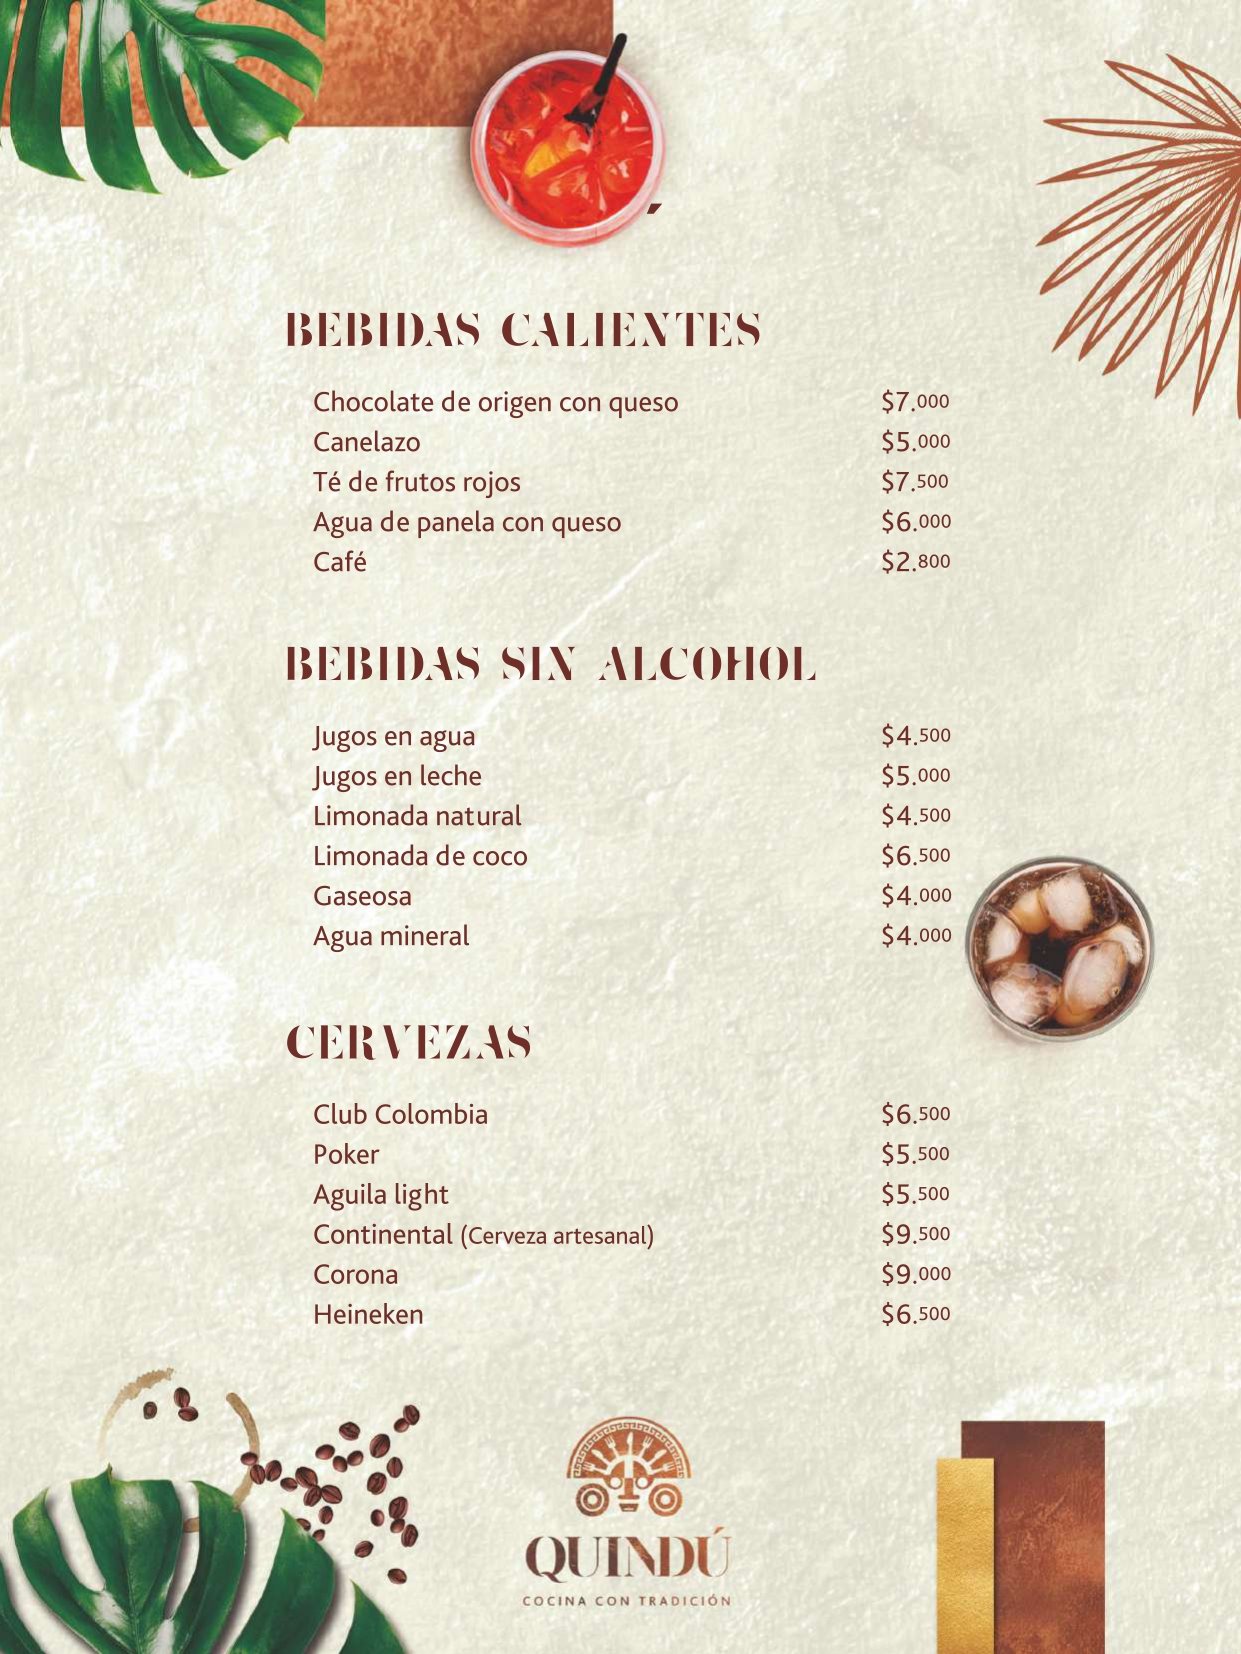 BEBIDAS CALIENTES
Chocolate de origen con queso $7.000
Canelazo $5.000
Té de frutos rojos $7.500
Agua de panela con queso $6.000
Café $2.800
BEBIDAS SIN ALCOHOL
Jugos en agua $4.500
Jugos en leche $5.000
Limonada natural $4.500
Limonada de coco $6.500
Gaseosa $4.000
Agua mineral $4.000
CERVEZAS
Club Colombia $6.500
Poker $5.500
Aguila light $5.500
Continental (Cerveza artesanal) $9.500
Corona $9.000
Heineken $6.500
QUINDÚ
COCINA CON TRADICIÓN